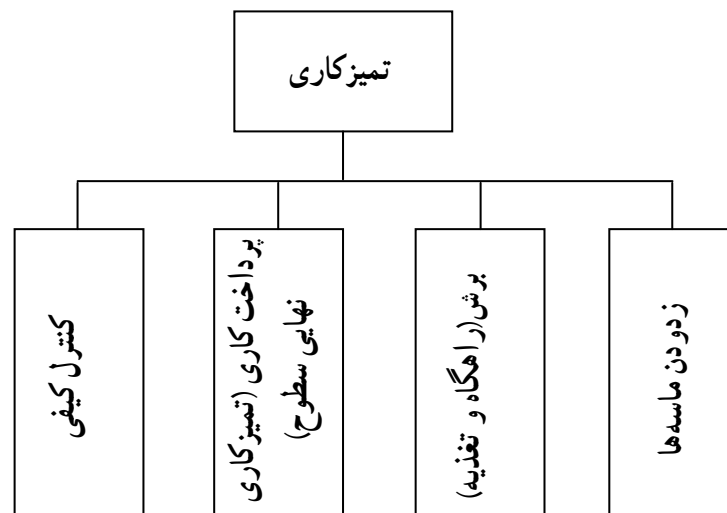 تمیزکاری
زدودن ماسه‌ها
برش(راهگاه و تغذیه)
پرداخت کاری (تمیزکاری
نهایی سطوح)
کنترل کیفی